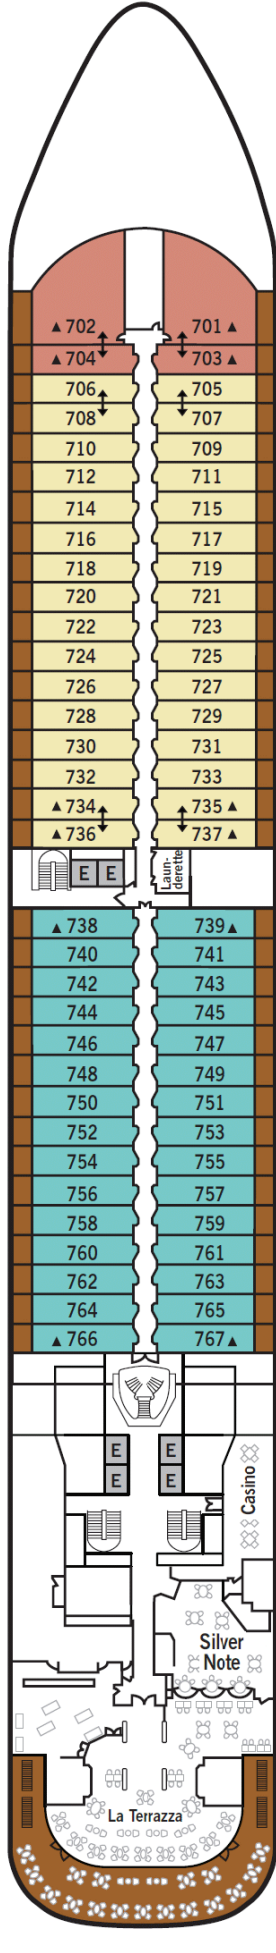 ▲ 702 701 ▲
▲ 704 703 ▲
706 705
708 707
710 709
712 711
714 715
716 717
718 719
720 721
722 723
724 725
726 727
728 729
730 731
732 733
▲ 734 735 ▲
▲ 736 737 ▲
E E
Laun-
derette
▲ 738 739 ▲
740 741
742 743
744 745
746 747
748 749
750 751
752 753
754 755
756 757
758 759
760 761
762 763
764 765
▲ 766 767 ▲
E E
E E
Casino
Silver
Note
La Terrazza